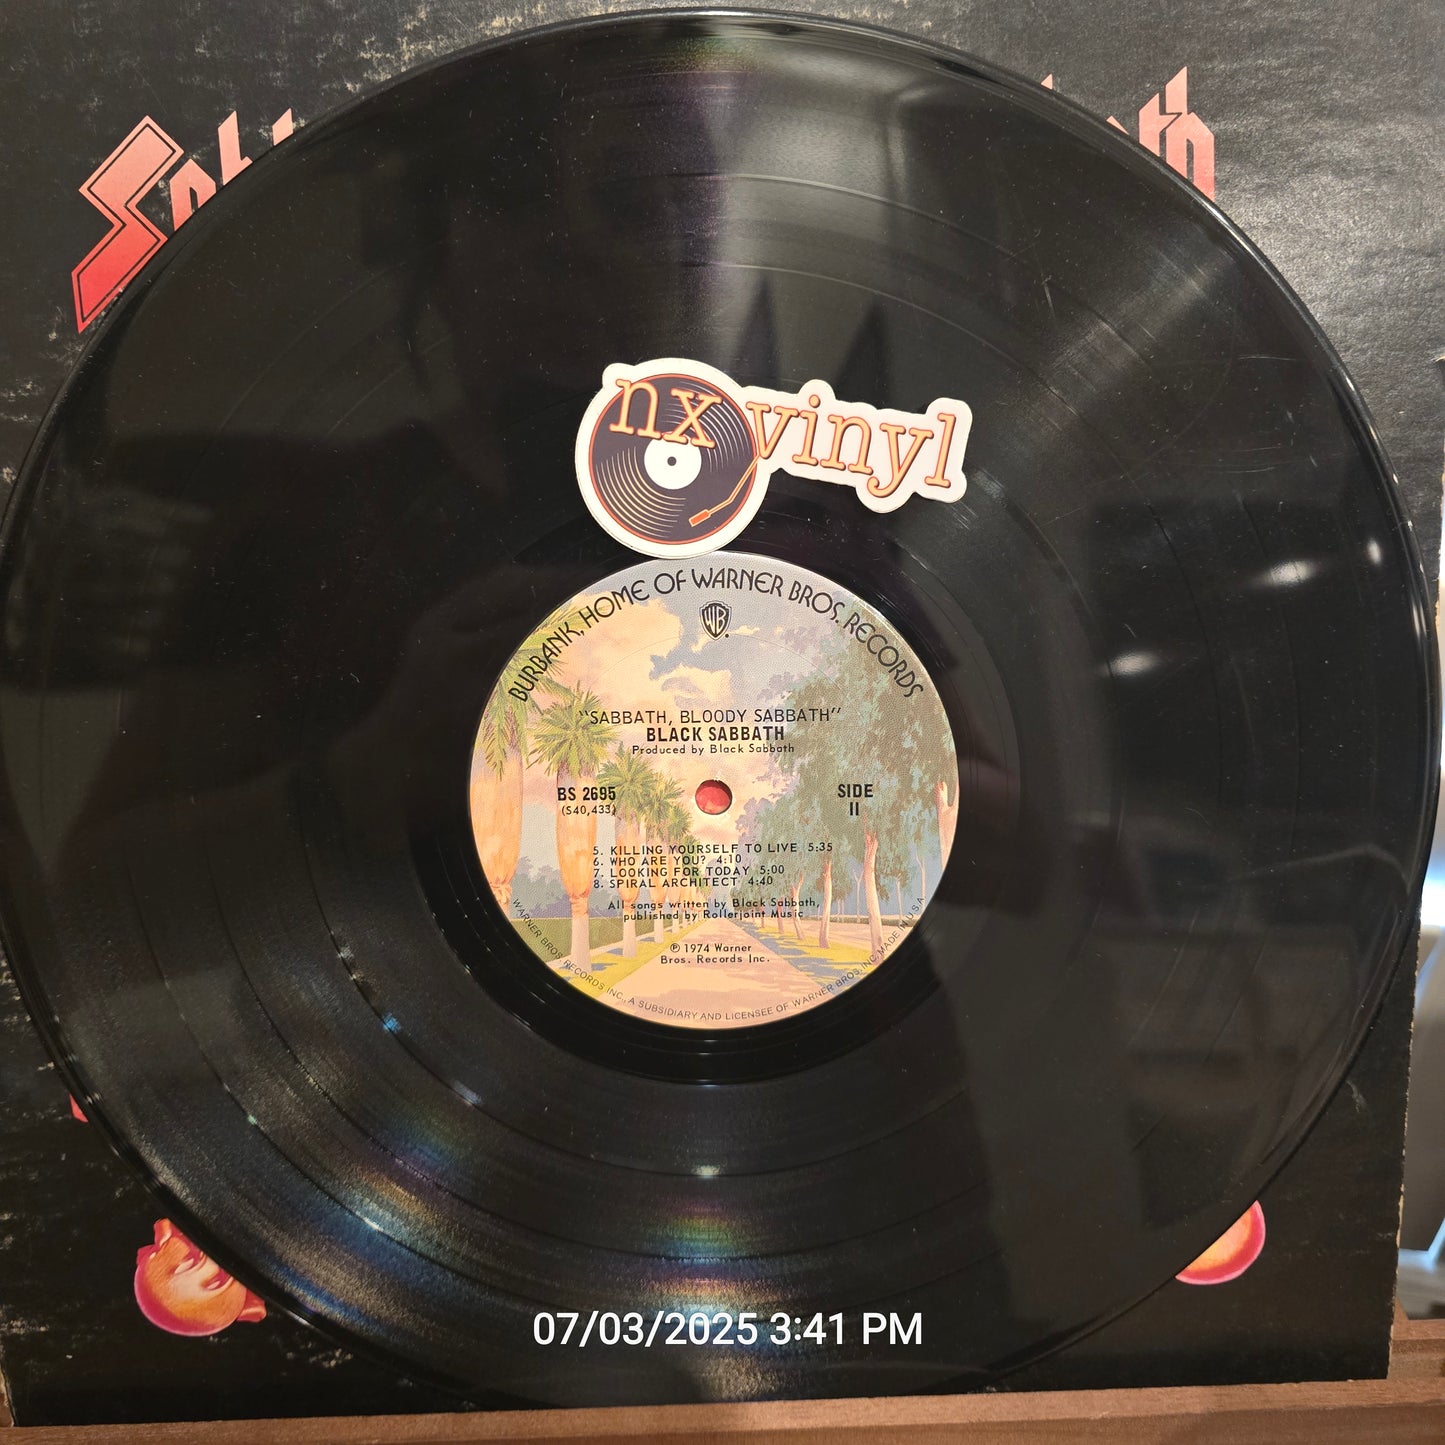 nx vinyl
BURBANK, HOME OF WARNER BROS. RECORDS
WB
"SABBATH, BLOODY SABBATH"
BLACK SABBATH
Produced by Black Sabbath
BS 2695
(S40,433)
SIDE
II
5. KILLING YOURSELF TO LIVE 5:35
6. WHO ARE YOU? 4:10
7. LOOKING FOR TODAY 5:00
8. SPIRAL ARCHITECT 4:40
All songs written by Black Sabbath,
published by Rollerjoint Music
℗ 1974 Warner
Bros. Records Inc.
WARNER BROS. RECORDS INC., A SUBSIDIARY AND LICENSEE OF WARNER BROS. INC. MADE IN U.S.A.
07/03/2025 3:41 PM